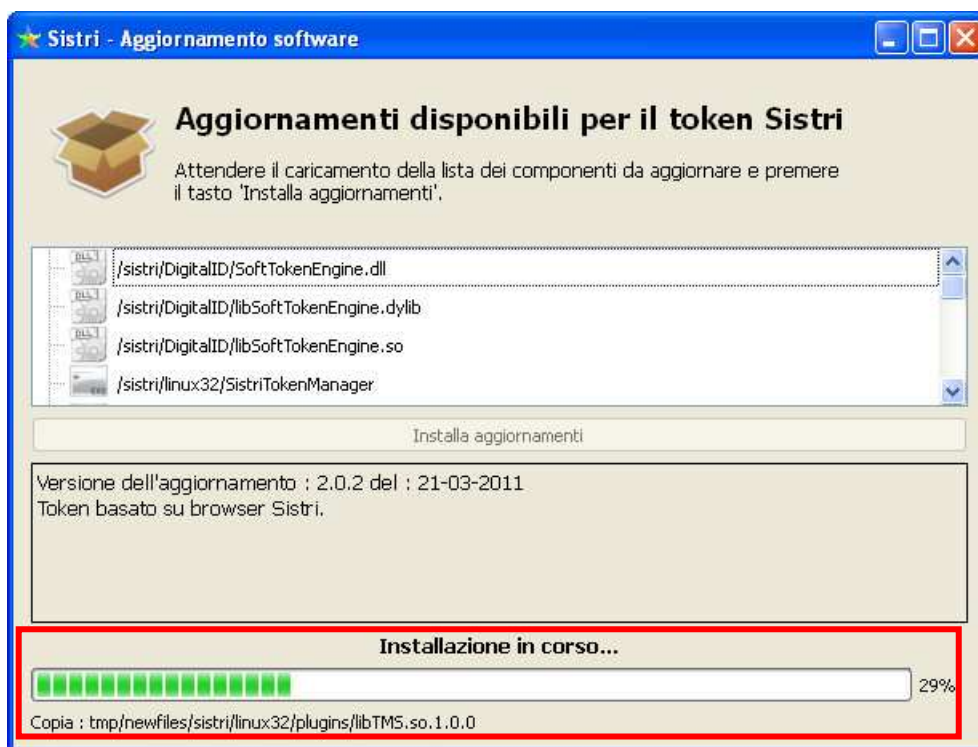 Sistri - Aggiornamento software
Aggiornamenti disponibili per il token Sistri
Attendere il caricamento della lista dei componenti da aggiornare e premere
il tasto 'Installa aggiornamenti'.
/sistri/DigitalID/SoftTokenEngine.dll
/sistri/DigitalID/libSoftTokenEngine.dylib
/sistri/DigitalID/libSoftTokenEngine.so
/sistri/linux32/SistriTokenManager
Installa aggiornamenti
Versione dell'aggiornamento : 2.0.2 del : 21-03-2011
Token basato su browser Sistri.
Installazione in corso...
29%
Copia : tmp/newfiles/sistri/linux32/plugins/libTMS.so.1.0.0